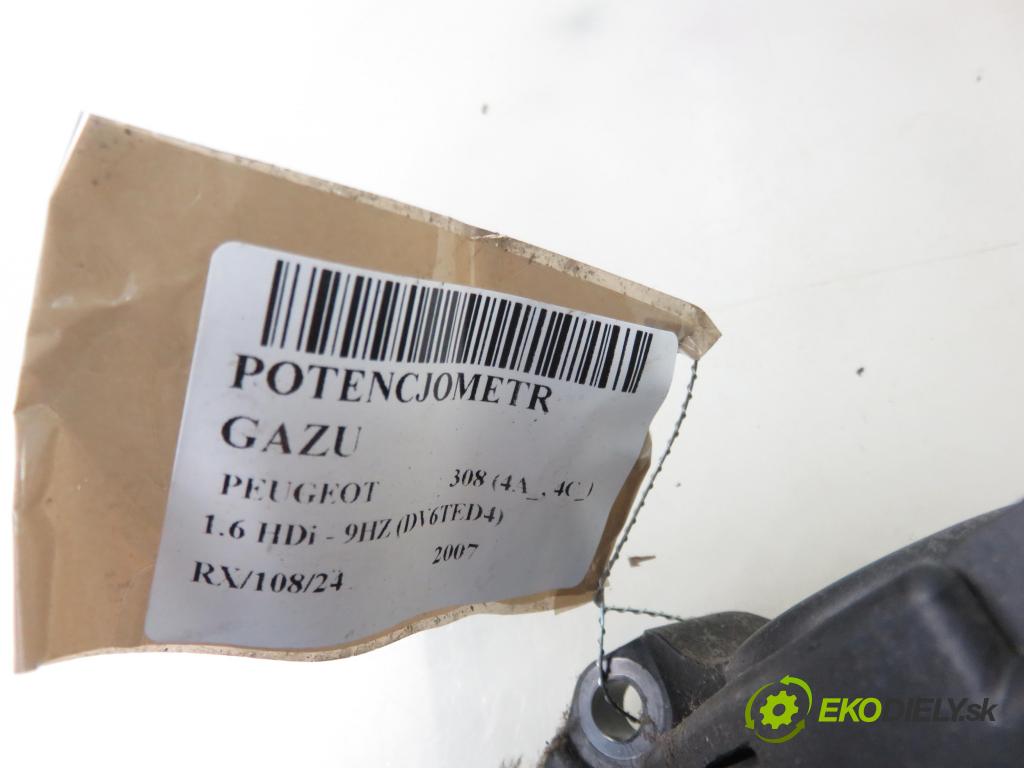 POTENCJOMETR
GAZU
PEUGEOT 308 (4A_, 4C_)
1.6 HDi - 9HZ (DV6TED4)
2007
RX/108/24
EKODIELY.sk